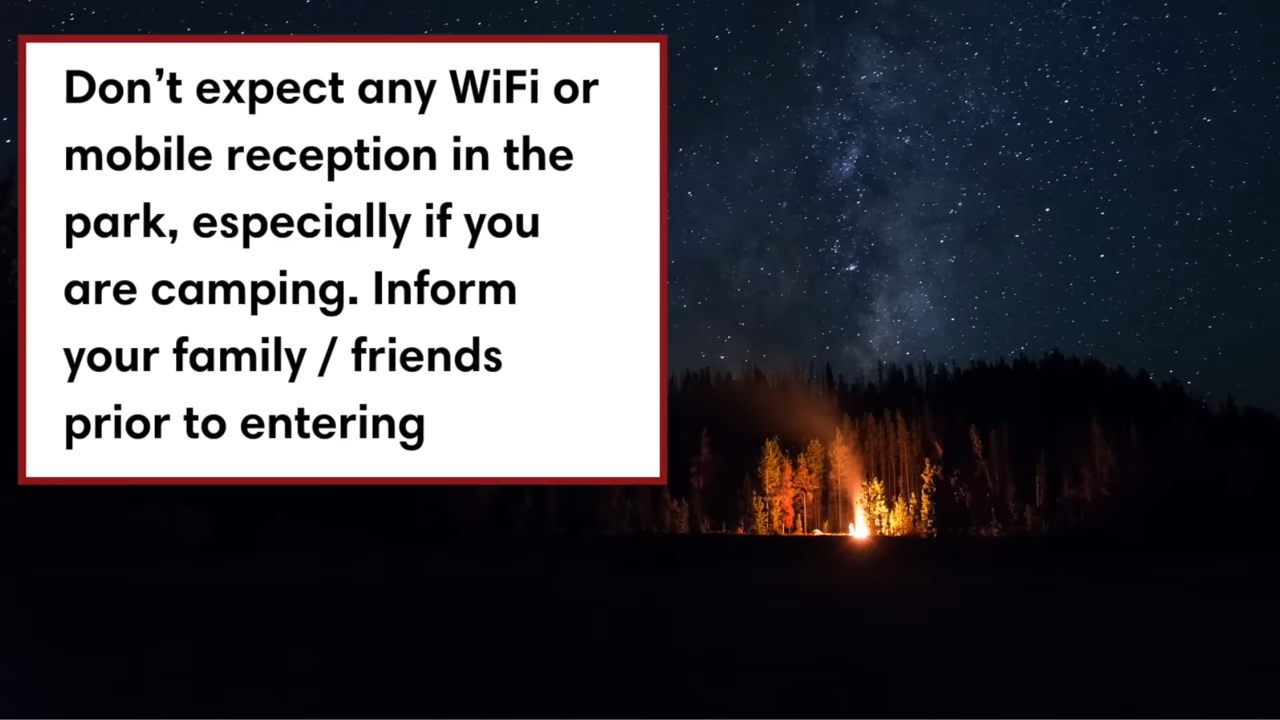 Don’t expect any WiFi or
mobile reception in the
park, especially if you
are camping. Inform
your family / friends
prior to entering